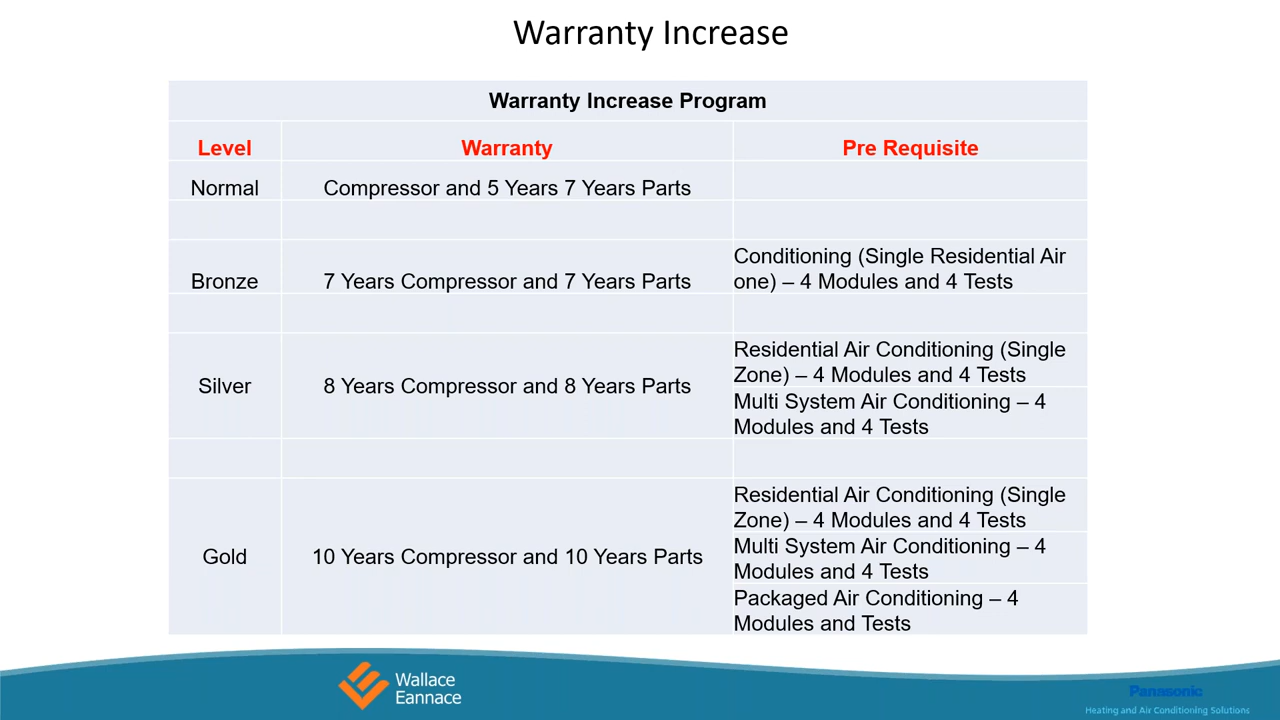 Warranty Increase
Warranty Increase Program
Level Warranty Pre Requisite
Normal Compressor and 5 Years 7 Years Parts
Conditioning (Single Residential Air
Bronze 7 Years Compressor and 7 Years Parts one) – 4 Modules and 4 Tests
Residential Air Conditioning (Single
Zone) – 4 Modules and 4 Tests
Silver 8 Years Compressor and 8 Years Parts
Multi System Air Conditioning – 4
Modules and 4 Tests
Residential Air Conditioning (Single
Zone) – 4 Modules and 4 Tests
Gold 10 Years Compressor and 10 Years Parts
Multi System Air Conditioning – 4
Modules and 4 Tests
Packaged Air Conditioning – 4
Modules and Tests
Wallace
Eannace
Panasonic
Heating and Air Conditioning Solutions